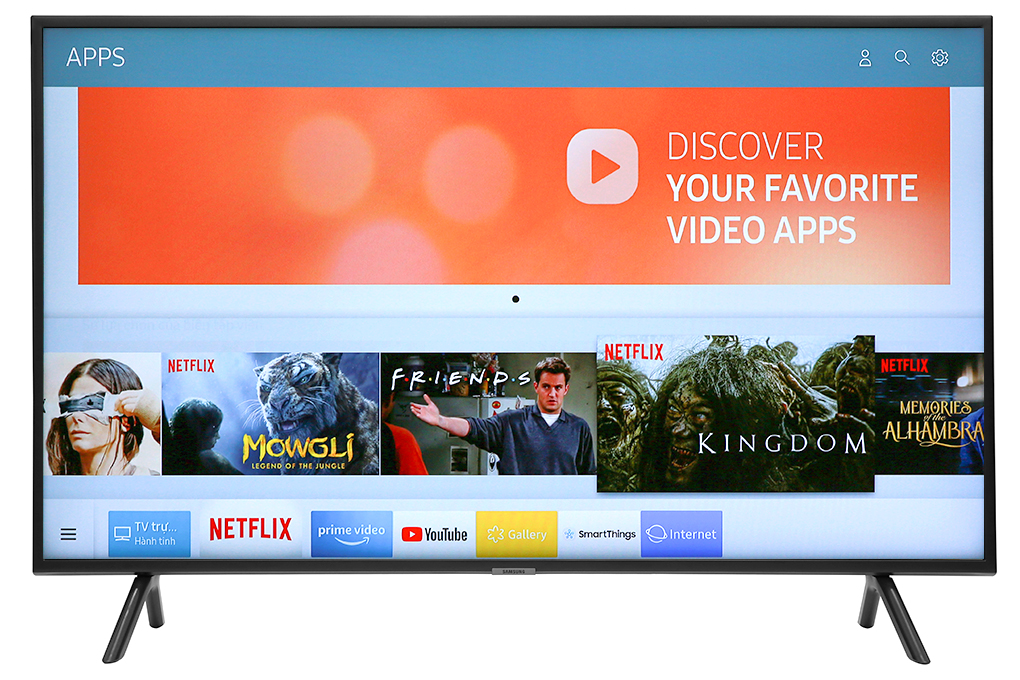 APPS
DISCOVER
YOUR FAVORITE
VIDEO APPS
NETFLIX
MOWGLI
LEGEND OF THE JUNGLE
F·R·I·E·N·D·S
NETFLIX
KINGDOM
NETFLIX
MEMORIES
of the
ALHAMBRA
TV trự...
Hành tinh
NETFLIX
prime video
YouTube
Gallery
SmartThings
Internet
SAMSUNG